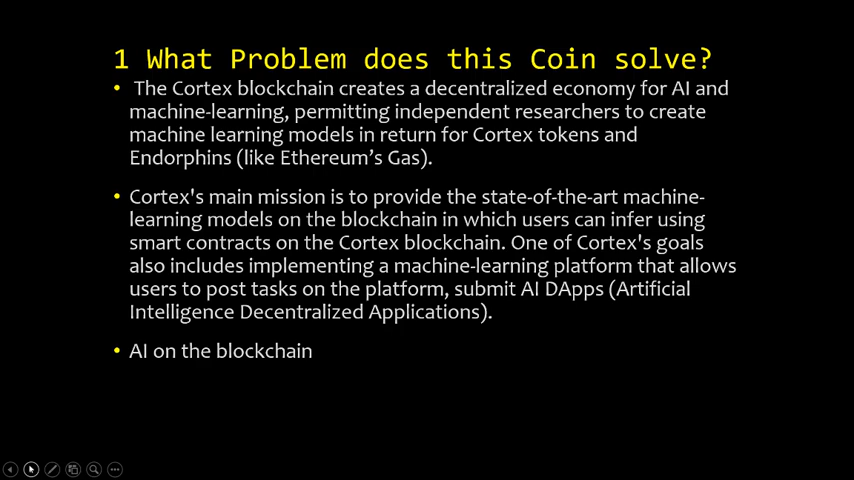 1 What Problem does this Coin solve?
• The Cortex blockchain creates a decentralized economy for AI and
machine-learning, permitting independent researchers to create
machine learning models in return for Cortex tokens and
Endorphins (like Ethereum’s Gas).
• Cortex's main mission is to provide the state-of-the-art machine-
learning models on the blockchain in which users can infer using
smart contracts on the Cortex blockchain. One of Cortex's goals
also includes implementing a machine-learning platform that allows
users to post tasks on the platform, submit AI DApps (Artificial
Intelligence Decentralized Applications).
• AI on the blockchain